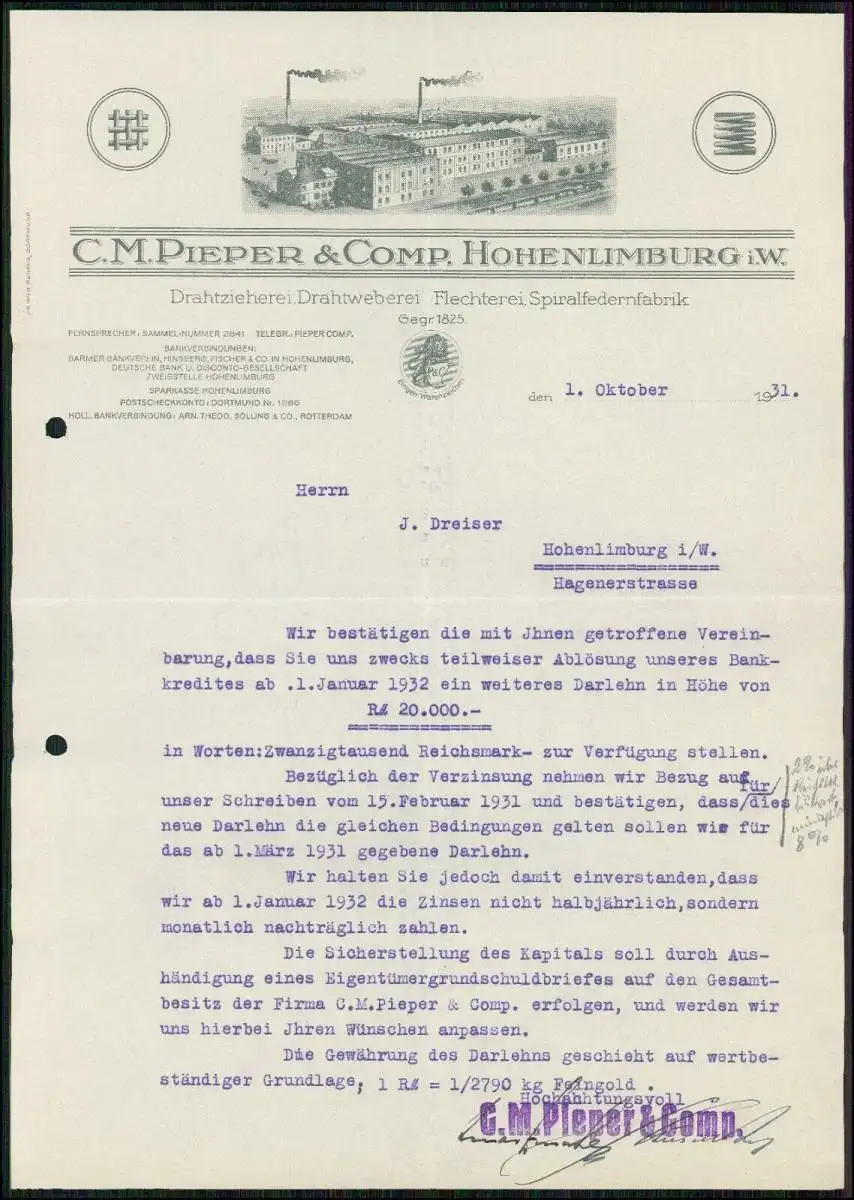 C.M. PIEPER & COMP. HOHENLIMBURG i.W.
Drahtzieherei, Drahtweberei Flechterei, Spiralfedernfabrik
Gegr. 1825.
FERNSPRECHER: SAMMEL-NUMMER 2841 TELEGR.: PIEPER COMP.
BANKVERBINDUNGEN:
BARMER BANKVEREIN, HINSBERG, FISCHER & CO. IN HOHENLIMBURG,
DEUTSCHE BANK U. DISCONTO-GESELLSCHAFT
ZWEIGSTELLE HOHENLIMBURG
SPARKASSE HOHENLIMBURG
POSTSCHECKKONTO: DORTMUND Nr. 1286
HOLL. BANKVERBINDUNG: ARN. THEOD. SÖLLING & CO., ROTTERDAM
P&C
Eingetr. Warenzeichen
den 1. Oktober 1931.
Herrn
J. Dreiser
Hohenlimburg i/W.
Hagenerstrasse
Wir bestätigen die mit Jhnen getroffene Verein-
barung,dass Sie uns zwecks teilweiser Ablösung unseres Bank-
kredites ab .1.Januar 1932 ein weiteres Darlehn in Höhe von
RM 20.000.-
in Worten:Zwanzigtausend Reichsmark- zur Verfügung stellen.
Bezüglich der Verzinsung nehmen wir Bezug auf
für/
unser Schreiben vom 15.Februar 1931 und bestätigen, dass/dies
neue Darlehn die gleichen Bedingungen gelten sollen wie für
das ab 1.März 1931 gegebene Darlehn.
2% über
8%
Wir halten Sie jedoch damit einverstanden,dass
wir ab 1.Januar 1932 die Zinsen nicht halbjährlich,sondern
monatlich nachträglich zahlen.
Die Sicherstellung des Kapitals soll durch Aus-
händigung eines Eigentümergrundschuldbriefes auf den Gesamt-
besitz der Firma C.M.Pieper & Comp. erfolgen, und werden wir
uns hierbei Jhren Wünschen anpassen.
Die Gewährung des Darlehns geschieht auf wertbe-
ständiger Grundlage, 1 RM = 1/2790 kg Feingold .
Hochachtungsvoll
C.M.Pieper & Comp.